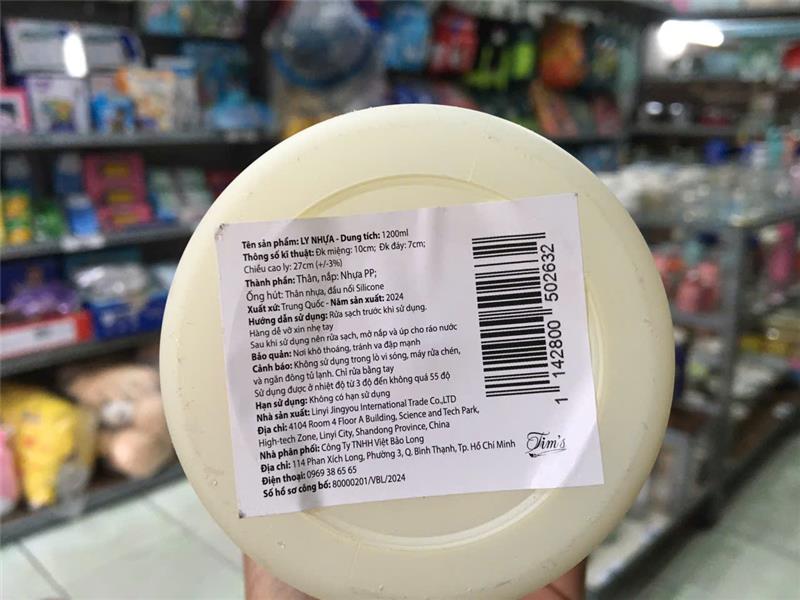 Tên sản phẩm: LY NHỰA - Dung tích: 1200ml
Thông số kĩ thuật: Đk miệng: 10cm; Đk đáy: 7cm;
Chiều cao ly: 27cm (+/-3%)
Thành phần: Thân, nắp: Nhựa PP;
Ống hút: Thân nhựa, đầu nối Silicone
Xuất xứ: Trung Quốc - Năm sản xuất: 2024
Hướng dẫn sử dụng: Rửa sạch trước khi sử dụng.
Hàng dễ vỡ xin nhẹ tay
Sau khi sử dụng nên rửa sạch, mở nắp và úp cho ráo nước
Bảo quản: Nơi khô thoáng, tránh va đập mạnh
Cảnh báo: Không sử dụng trong lò vi sóng, máy rửa chén,
và ngăn đông tủ lạnh. Chỉ rửa bằng tay
Sử dụng được ở nhiệt độ từ 3 độ đến không quá 55 độ
Hạn sử dụng: Không có hạn sử dụng
Nhà sản xuất: Linyi Jingyou International Trade Co.,LTD
Địa chỉ: 4104 Room 4 Floor A Building, Science and Tech Park,
High-tech Zone, Linyi City, Shandong Province, China
Nhà phân phối: Công Ty TNHH Việt Bảo Long
Địa chỉ: 114 Phan Xích Long, Phường 3, Q. Bình Thạnh, Tp. Hồ Chí Minh
Điện thoại: 0969 38 65 65
Số hồ sơ công bố: 80000201/VBL/2024
1 142800 502632
Tim's